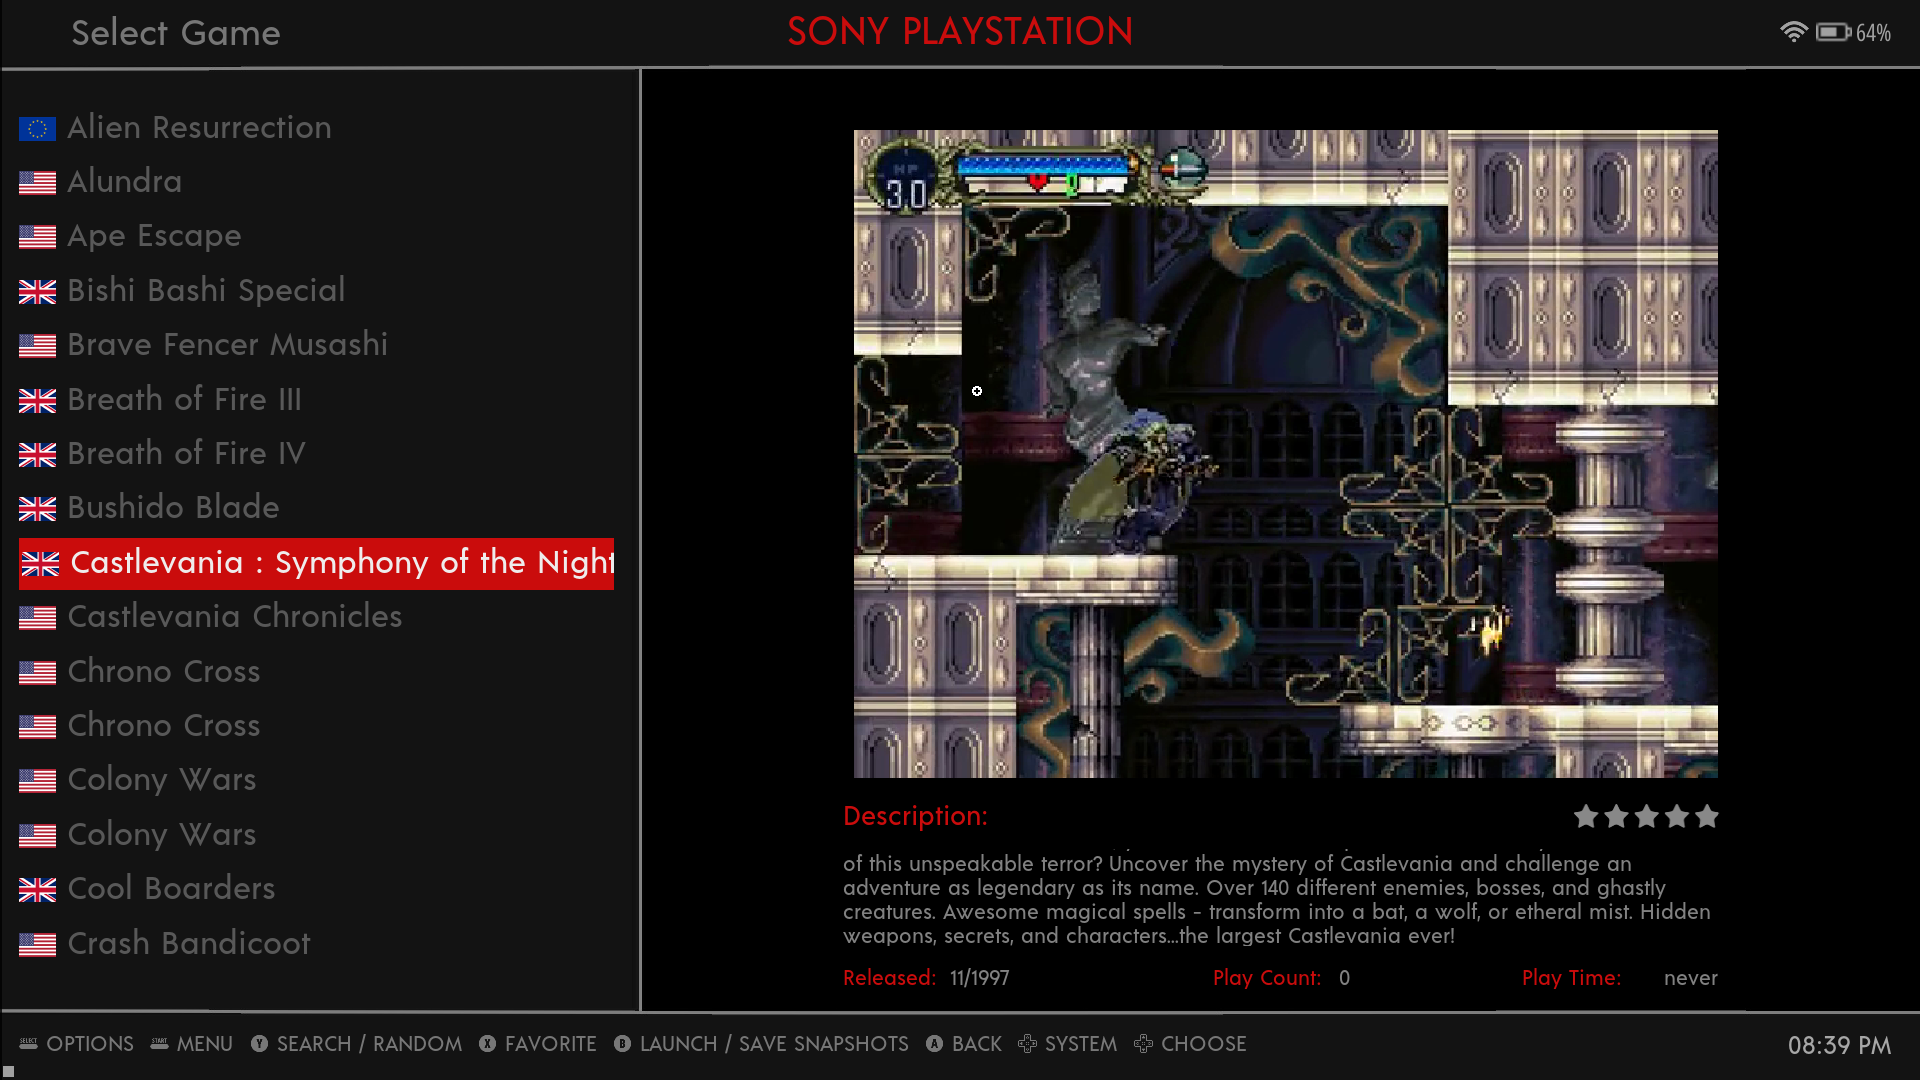 Select Game
SONY PLAYSTATION
64%
Alien Resurrection
Alundra
Ape Escape
Bishi Bashi Special
Brave Fencer Musashi
Breath of Fire III
Breath of Fire IV
Bushido Blade
Castlevania : Symphony of the Night
Castlevania Chronicles
Chrono Cross
Chrono Cross
Colony Wars
Colony Wars
Cool Boarders
Crash Bandicoot
HP
30
Description:
of this unspeakable terror? Uncover the mystery of Castlevania and challenge an
adventure as legendary as its name. Over 140 different enemies, bosses, and ghastly
creatures. Awesome magical spells - transform into a bat, a wolf, or etheral mist. Hidden
weapons, secrets, and characters...the largest Castlevania ever!
Released: 11/1997 Play Count: 0 Play Time: never
SELECT OPTIONS START MENU Y SEARCH / RANDOM X FAVORITE B LAUNCH / SAVE SNAPSHOTS A BACK SYSTEM CHOOSE
08:39 PM